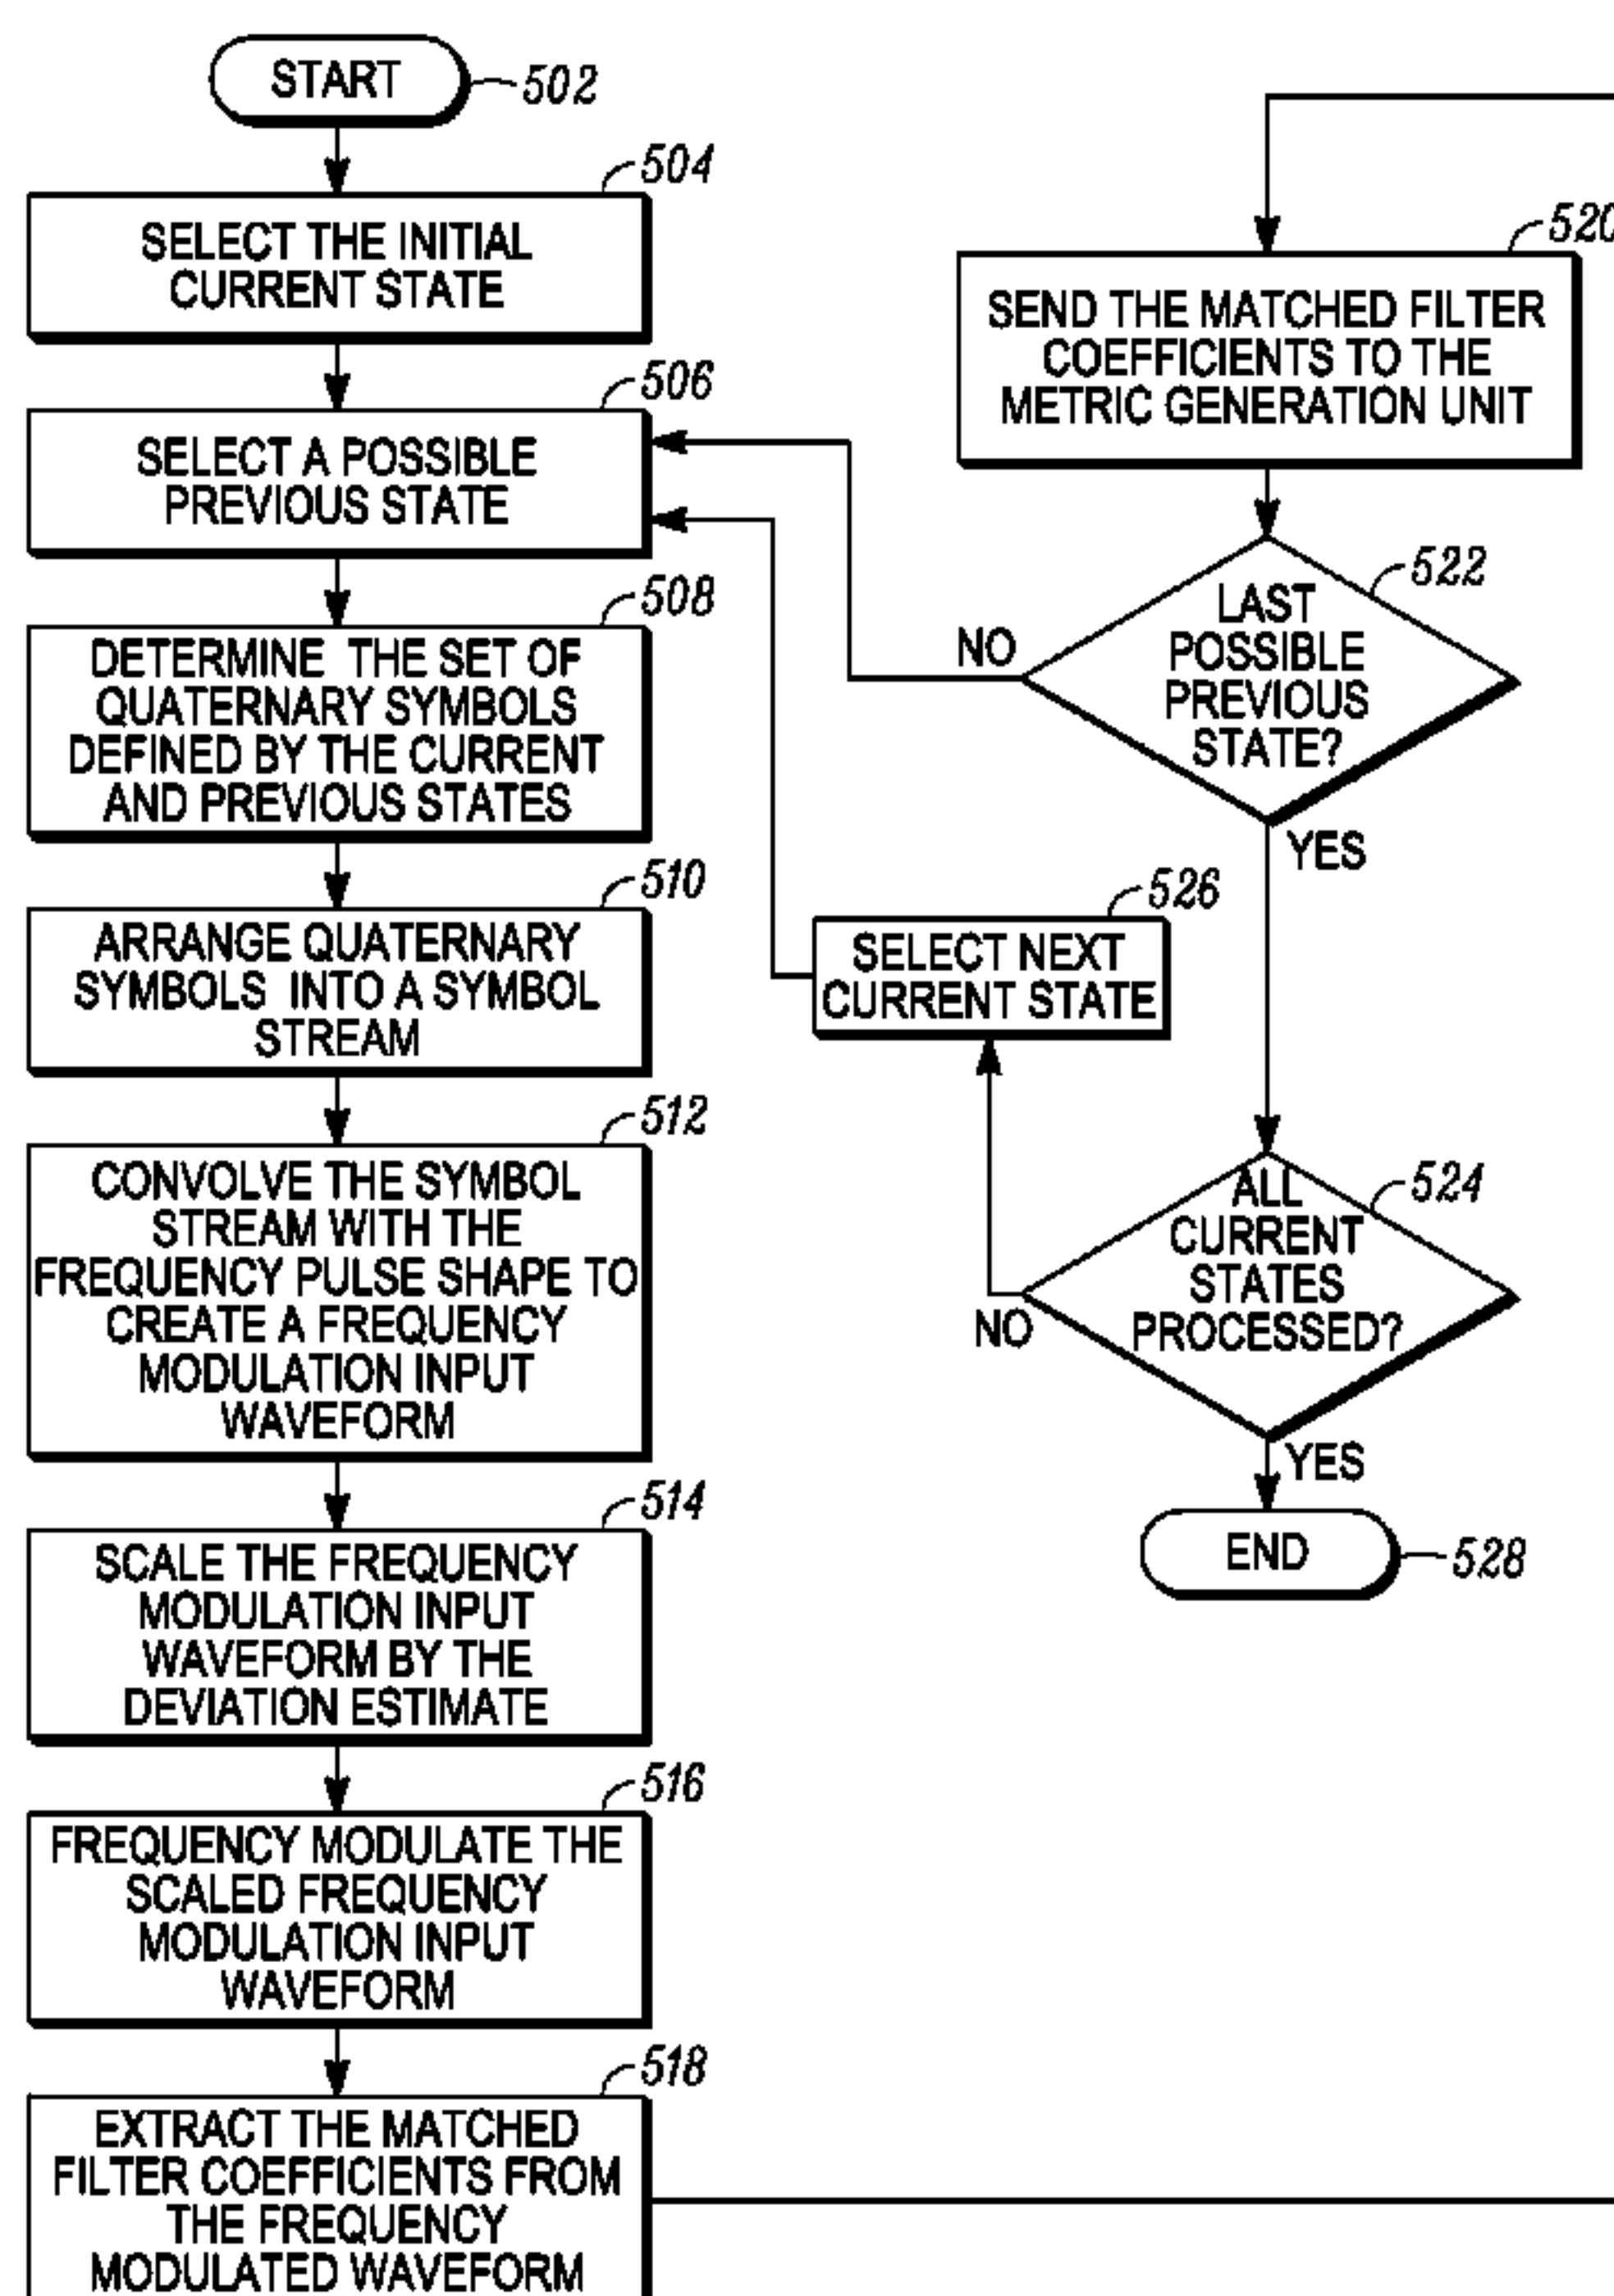 START
502
504
SELECT THE INITIAL
CURRENT STATE
506
SELECT A POSSIBLE
PREVIOUS STATE
508
DETERMINE THE SET OF
QUATERNARY SYMBOLS
DEFINED BY THE CURRENT
AND PREVIOUS STATES
510
ARRANGE QUATERNARY
SYMBOLS INTO A SYMBOL
STREAM
512
CONVOLVE THE SYMBOL
STREAM WITH THE
FREQUENCY PULSE SHAPE TO
CREATE A FREQUENCY
MODULATION INPUT
WAVEFORM
514
SCALE THE FREQUENCY
MODULATION INPUT
WAVEFORM BY THE
DEVIATION ESTIMATE
516
FREQUENCY MODULATE THE
SCALED FREQUENCY
MODULATION INPUT
WAVEFORM
518
EXTRACT THE MATCHED
FILTER COEFFICIENTS FROM
THE FREQUENCY
MODULATED WAVEFORM
520
SEND THE MATCHED FILTER
COEFFICIENTS TO THE
METRIC GENERATION UNIT
522
LAST
POSSIBLE
PREVIOUS
STATE?
NO
YES
526
SELECT NEXT
CURRENT STATE
524
ALL
CURRENT
STATES
PROCESSED?
NO
YES
END
528